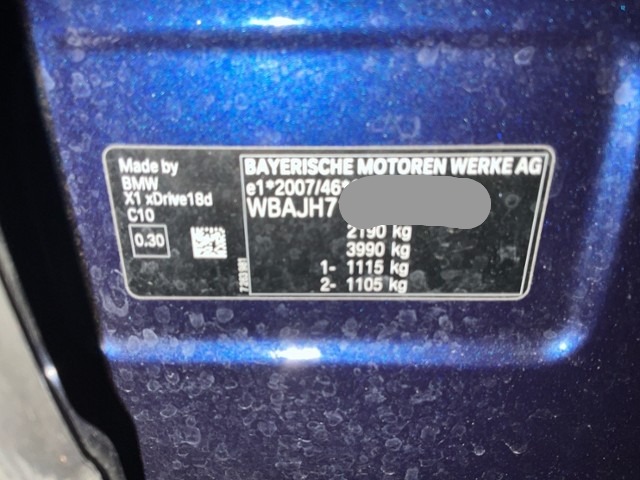 Made by
BMW
X1 xDrive18d
C10
0.30
BAYERISCHE MOTOREN WERKE AG
e1*2007/46*
WBAJH7
2190 kg
3990 kg
1- 1115 kg
2- 1105 kg